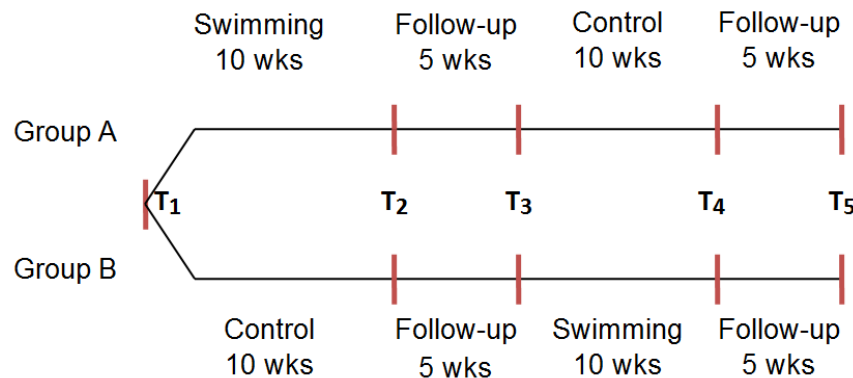 Swimming Follow-up Control Follow-up
10 wks 5 wks 10 wks 5 wks
Group A
T1 T2 T3 T4 T5
Group B
Control Follow-up Swimming Follow-up
10 wks 5 wks 10 wks 5 wks